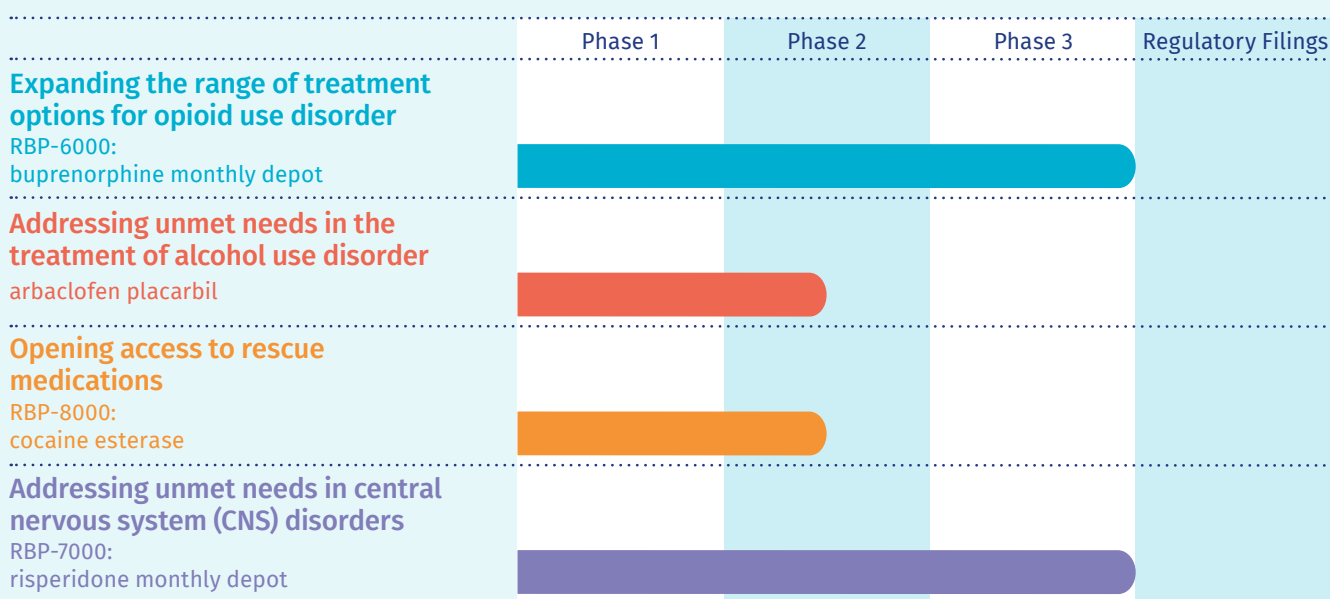 Phase 1 Phase 2 Phase 3 Regulatory Filings
Expanding the range of treatment
options for opioid use disorder
RBP-6000:
buprenorphine monthly depot
Addressing unmet needs in the
treatment of alcohol use disorder
arbaclofen placarbil
Opening access to rescue
medications
RBP-8000:
cocaine esterase
Addressing unmet needs in central
nervous system (CNS) disorders
RBP-7000:
risperidone monthly depot